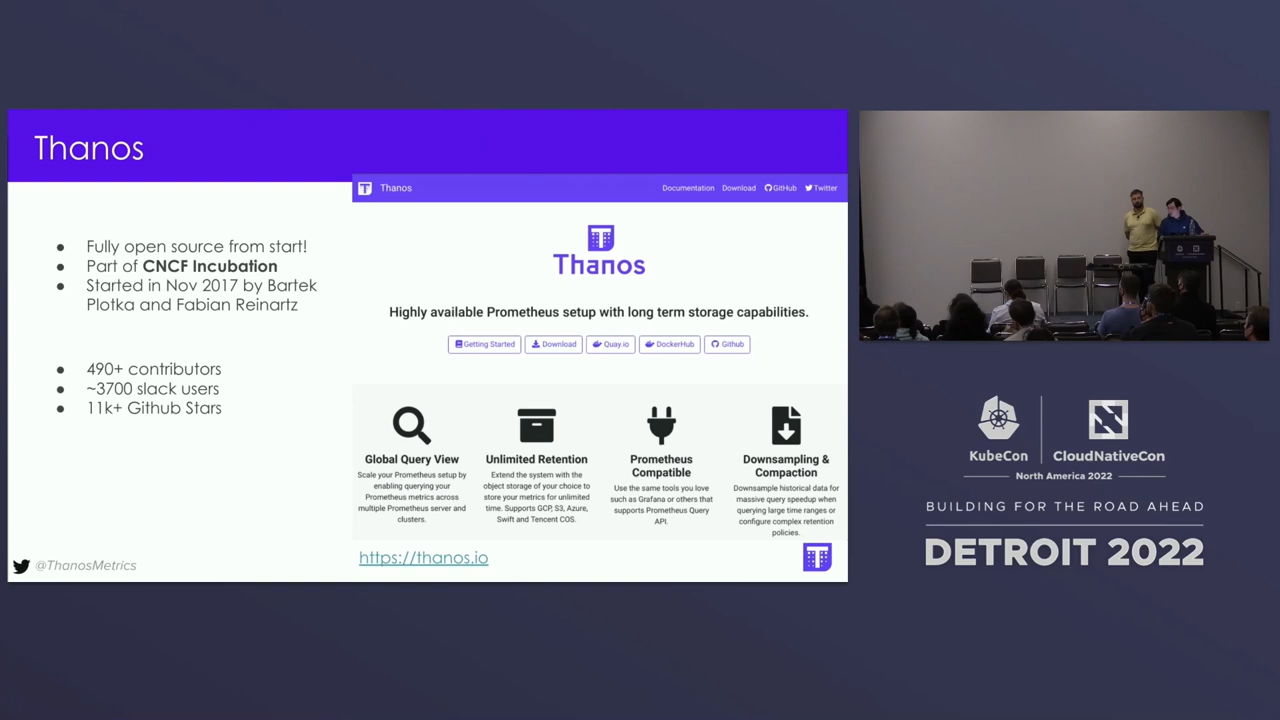 Thanos
Fully open source from start!
Part of CNCF Incubation
Started in Nov 2017 by Bartek
Plotka and Fabian Reinartz
490+ contributors
~3700 slack users
11k+ Github Stars
@ThanosMetrics
Thanos
Documentation Download GitHub Twitter
Thanos
Highly available Prometheus setup with long term storage capabilities.
Getting Started Download Quay.io DockerHub Github
Global Query View
Scale your Prometheus setup by
enabling querying your
Prometheus metrics across
multiple Prometheus server and
clusters.
Unlimited Retention
Extend the system with the
object storage of your choice to
store your metrics for unlimited
time. Supports GCP, S3, Azure,
Swift and Tencent COS.
Prometheus
Compatible
Use the same tools you love
such as Grafana or others that
supports Prometheus Query
API.
Downsampling &
Compaction
Downsample historical data for
massive query speedup when
querying large time ranges or
configure complex retention
policies.
https://thanos.io
KubeCon CloudNativeCon
North America 2022
BUILDING FOR THE ROAD AHEAD
DETROIT 2022